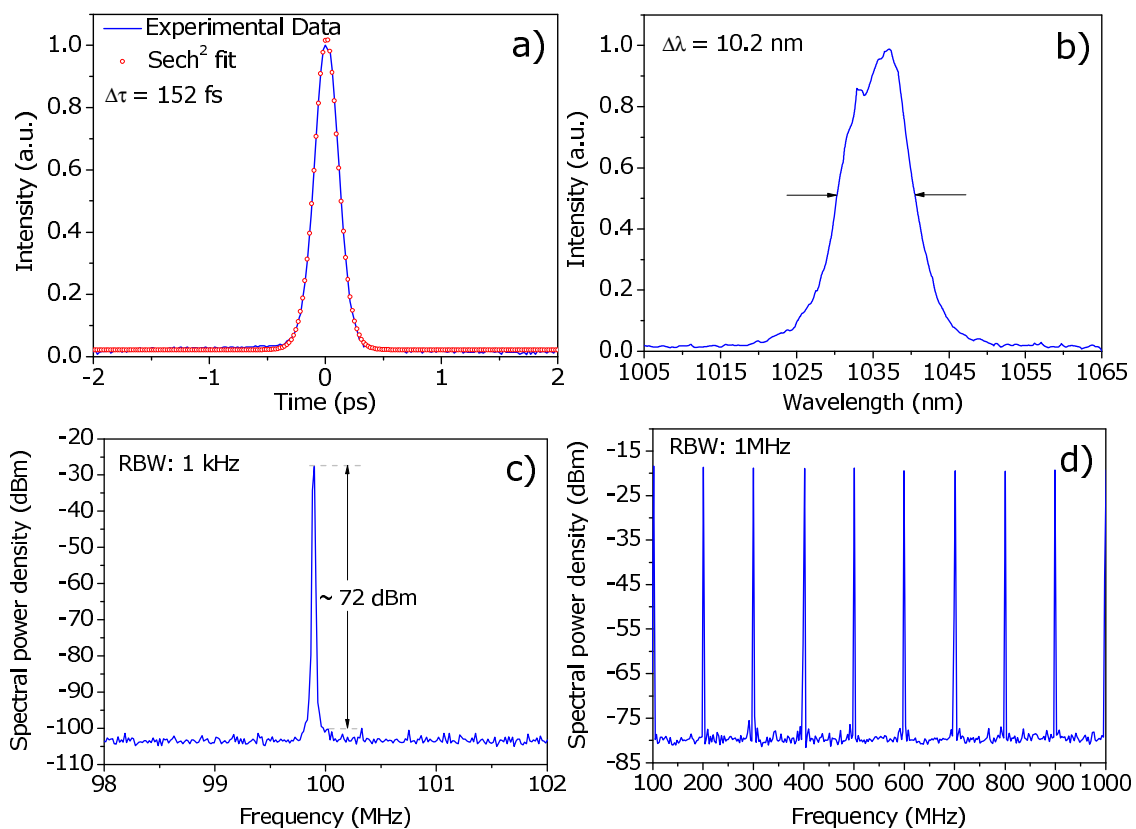 Experimental Data
Sech² fit
Δτ = 152 fs
a)
Intensity (a.u.)
1.0
0.8
0.6
0.4
0.2
0.0
-2 -1 0 1 2
Time (ps)
Δλ = 10.2 nm
b)
Intensity (a.u.)
1.0
0.8
0.6
0.4
0.2
0.0
1005 1015 1025 1035 1045 1055 1065
Wavelength (nm)
RBW: 1 kHz
c)
~ 72 dBm
Spectral power density (dBm)
-20
-30
-40
-50
-60
-70
-80
-90
-100
-110
98 99 100 101 102
Frequency (MHz)
RBW: 1MHz
d)
Spectral power density (dBm)
-15
-25
-35
-45
-55
-65
-75
-85
100 200 300 400 500 600 700 800 900 1000
Frequency (MHz)